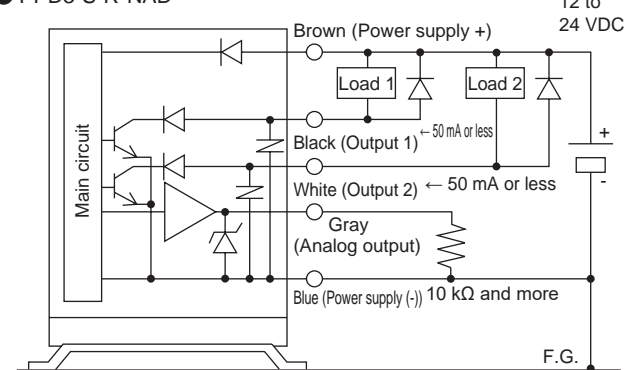 12 to
24 VDC
Brown (Power supply +)
Load 1
Load 2
Main circuit
Black (Output 1)
← 50 mA or less
+
-
White (Output 2)
← 50 mA or less
Gray
(Analog output)
Blue (Power supply (-))
10 kΩ and more
F.G.